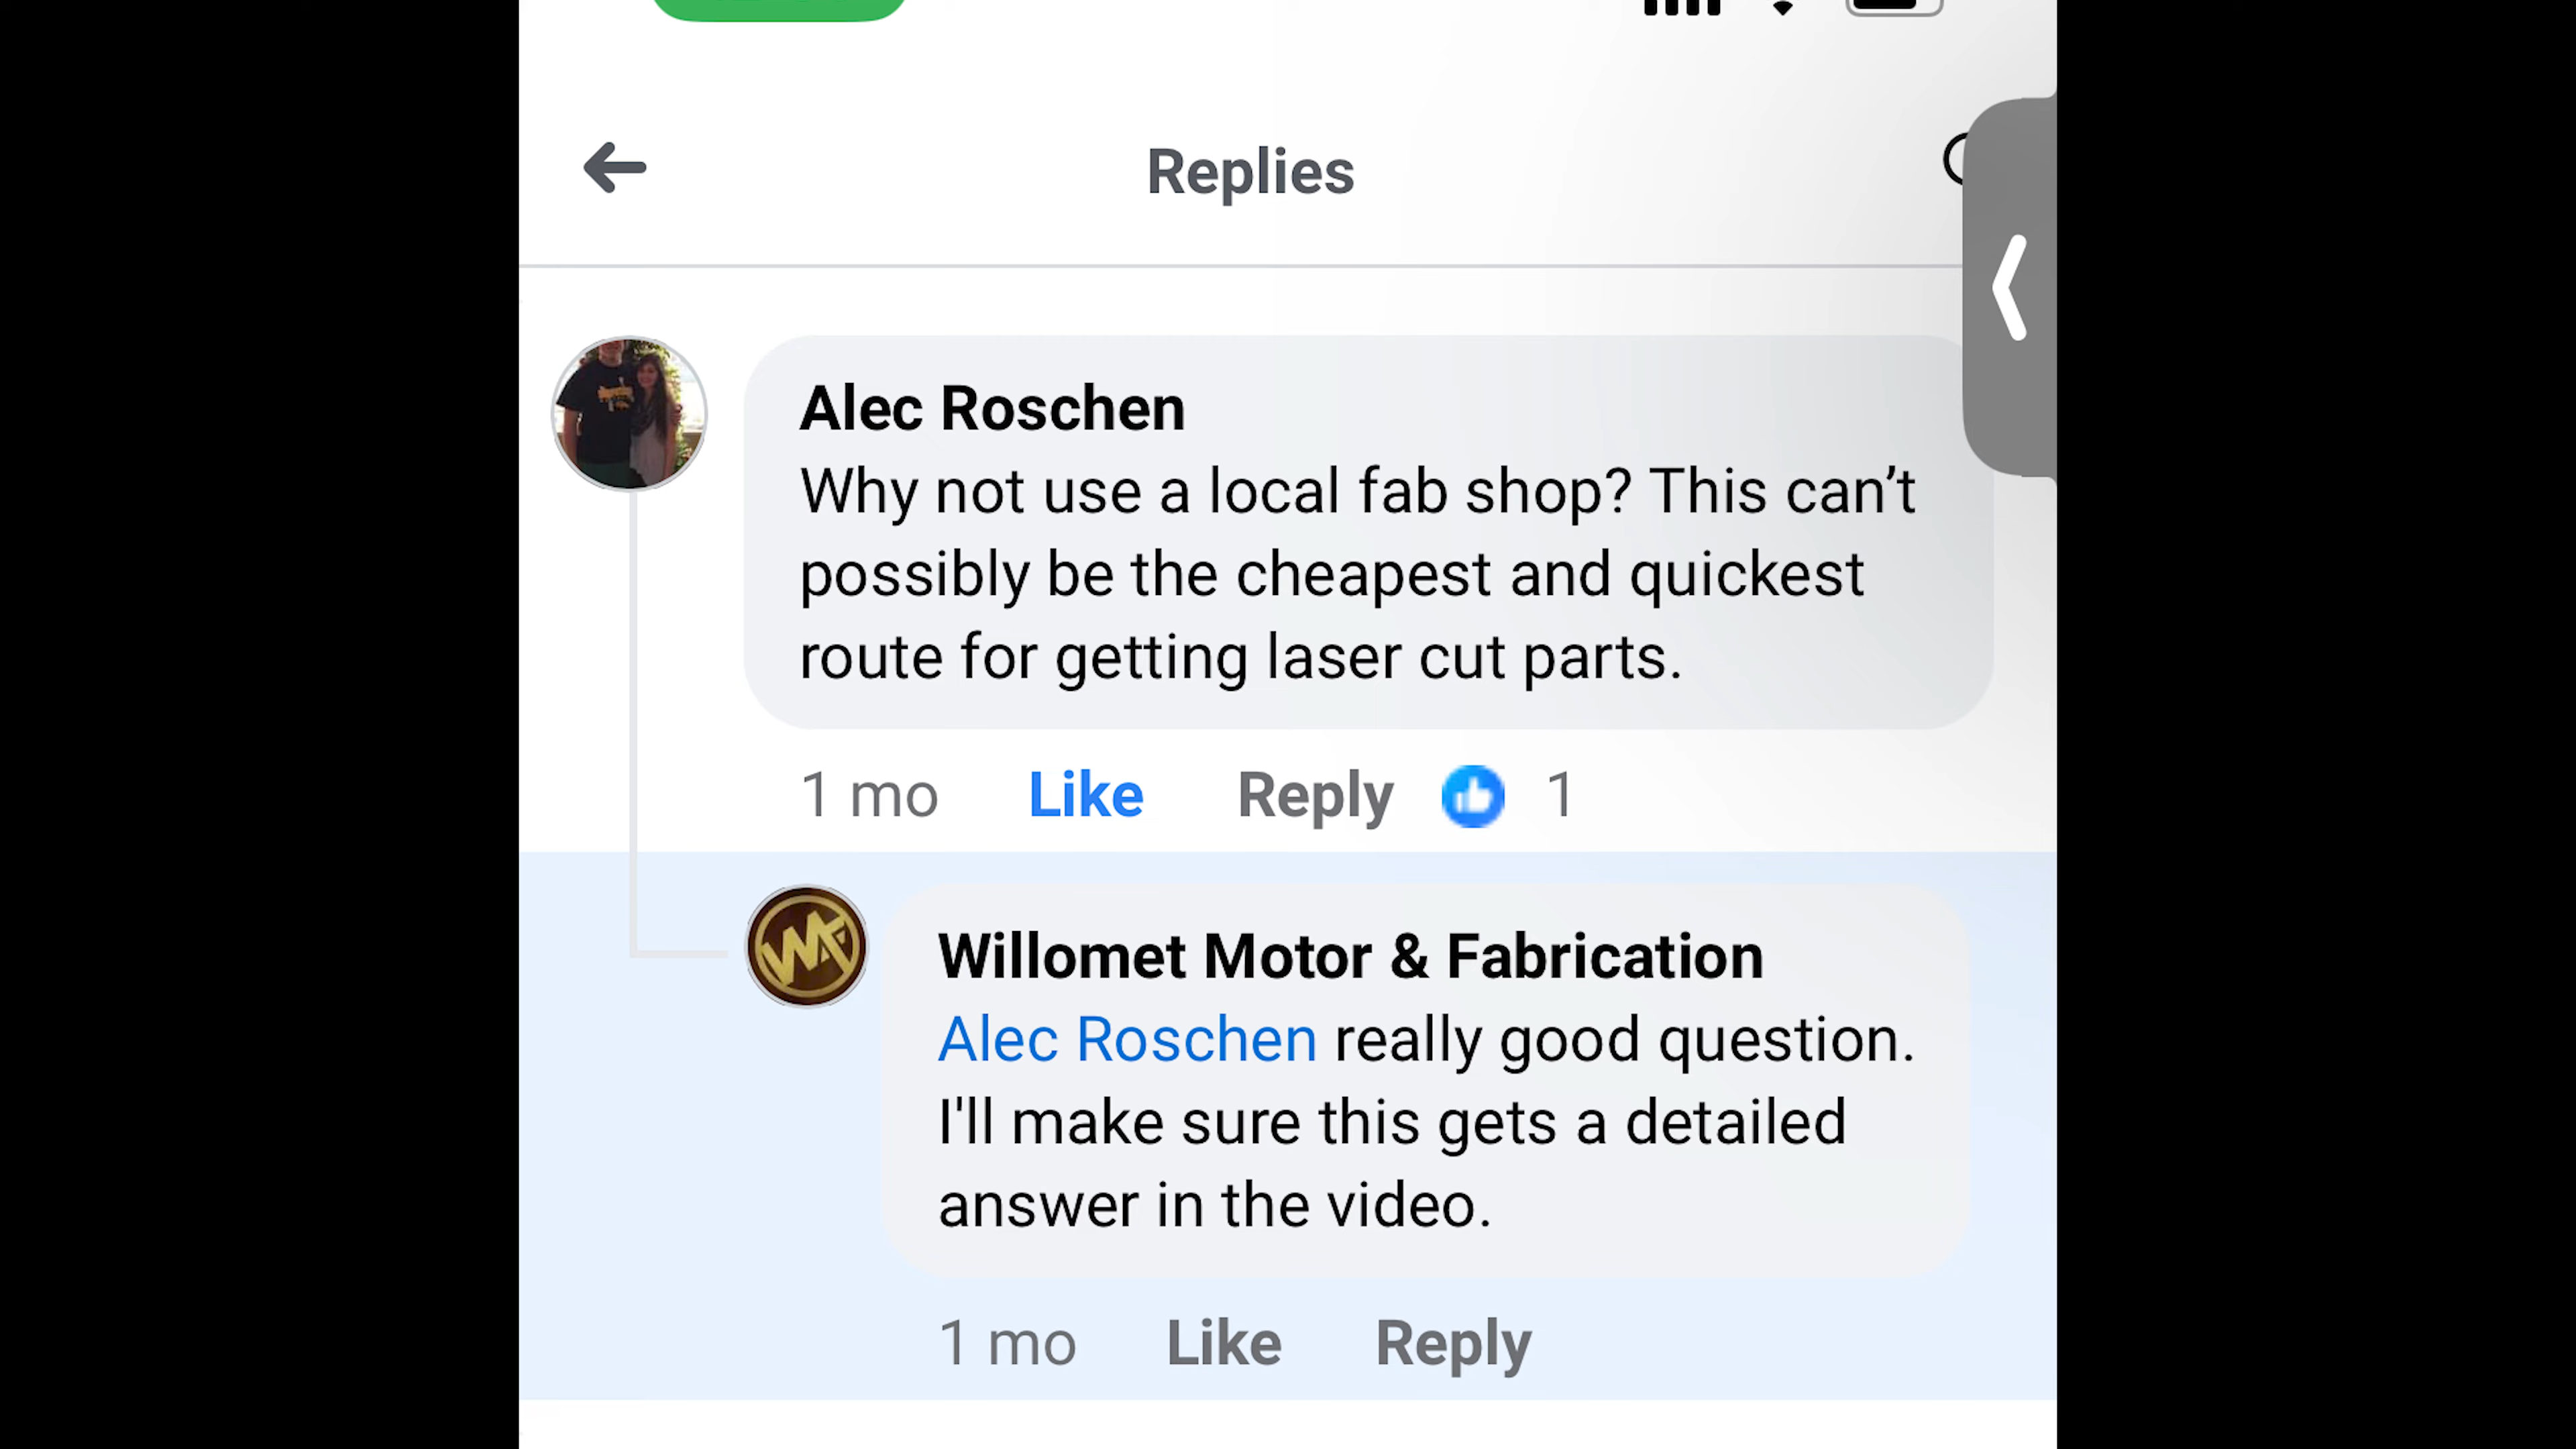 Replies
Alec Roschen
Why not use a local fab shop? This can’t
possibly be the cheapest and quickest
route for getting laser cut parts.
1 mo Like Reply 1
Willomet Motor & Fabrication
Alec Roschen really good question.
I'll make sure this gets a detailed
answer in the video.
1 mo Like Reply